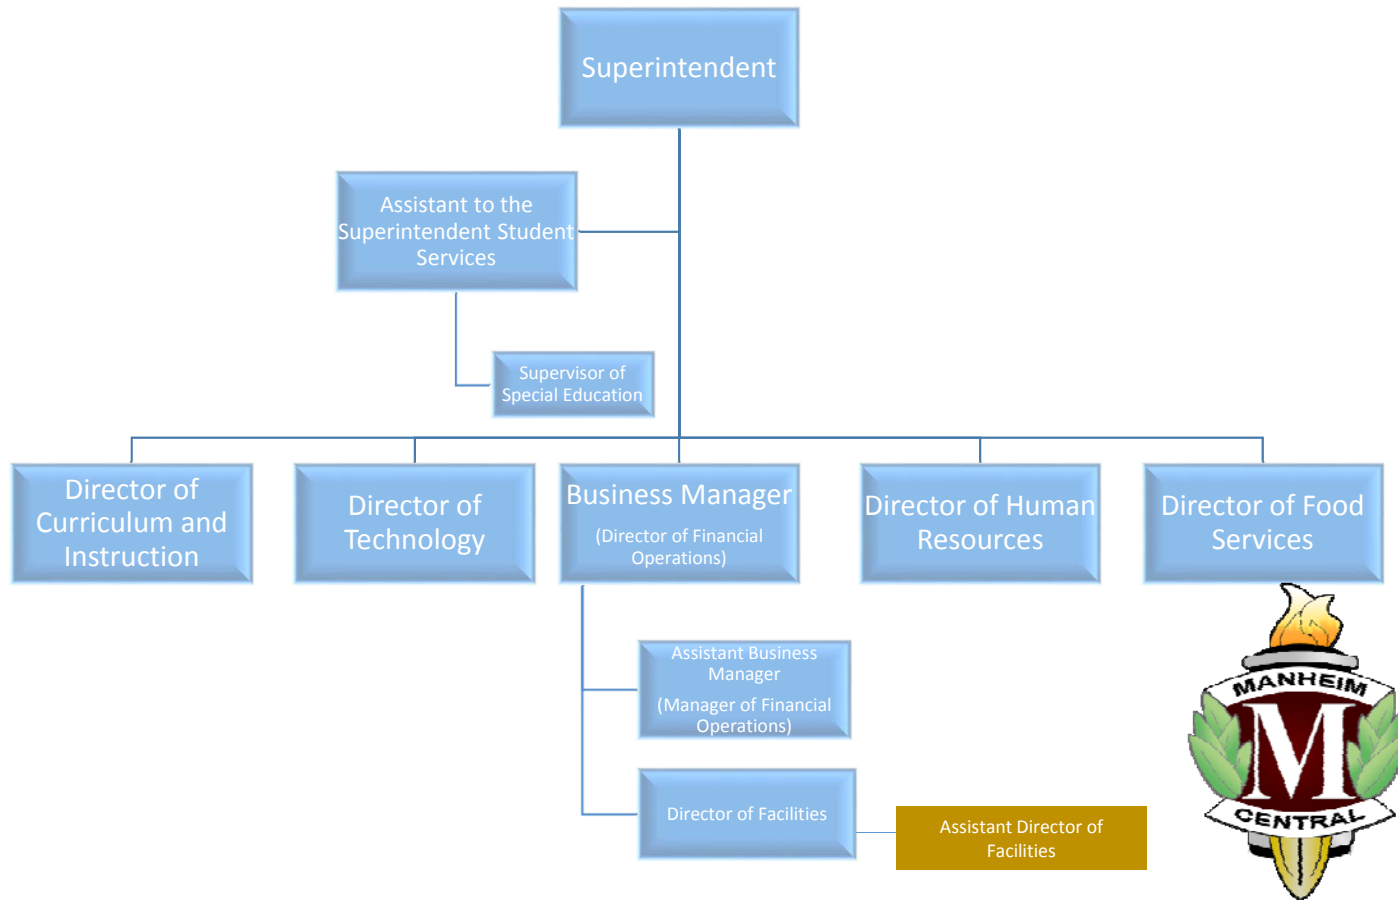 Superintendent
Assistant to the
Superintendent Student
Services
Supervisor of
Special Education
Director of
Curriculum and
Instruction
Director of
Technology
Business Manager
(Director of Financial
Operations)
Director of Human
Resources
Director of Food
Services
Assistant Business
Manager
(Manager of Financial
Operations)
Director of Facilities
Assistant Director of
Facilities
MANHEIM
M
CENTRAL